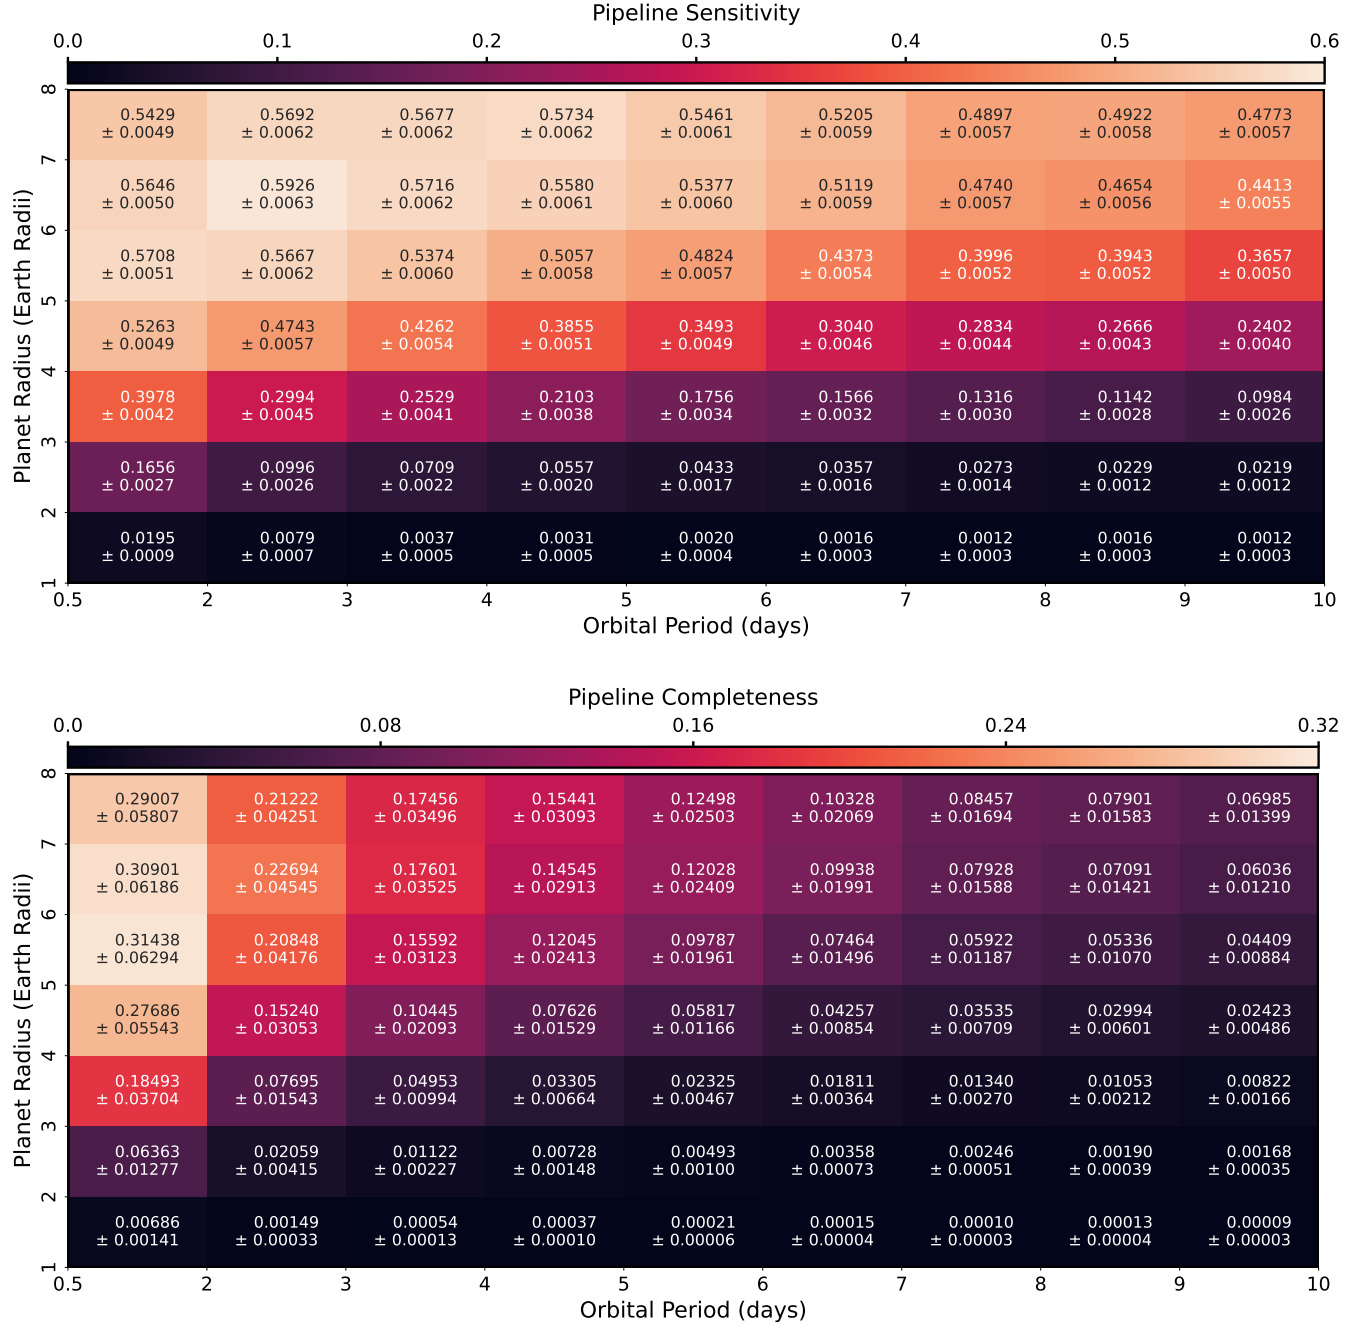 Pipeline Sensitivity
0.0 0.1 0.2 0.3 0.4 0.5 0.6
8
0.5429 0.5692 0.5677 0.5734 0.5461 0.5205 0.4897 0.4922 0.4773
± 0.0049 ± 0.0062 ± 0.0062 ± 0.0062 ± 0.0061 ± 0.0059 ± 0.0057 ± 0.0058 ± 0.0057
7
0.5646 0.5926 0.5716 0.5580 0.5377 0.5119 0.4740 0.4654 0.4413
± 0.0050 ± 0.0063 ± 0.0062 ± 0.0061 ± 0.0060 ± 0.0059 ± 0.0057 ± 0.0056 ± 0.0055
6
0.5708 0.5667 0.5374 0.5057 0.4824 0.4373 0.3996 0.3943 0.3657
± 0.0051 ± 0.0062 ± 0.0060 ± 0.0058 ± 0.0057 ± 0.0054 ± 0.0052 ± 0.0052 ± 0.0050
5
0.5263 0.4743 0.4262 0.3855 0.3493 0.3040 0.2834 0.2666 0.2402
± 0.0049 ± 0.0057 ± 0.0054 ± 0.0051 ± 0.0049 ± 0.0046 ± 0.0044 ± 0.0043 ± 0.0040
4
0.3978 0.2994 0.2529 0.2103 0.1756 0.1566 0.1316 0.1142 0.0984
± 0.0042 ± 0.0045 ± 0.0041 ± 0.0038 ± 0.0034 ± 0.0032 ± 0.0030 ± 0.0028 ± 0.0026
3
0.1656 0.0996 0.0709 0.0557 0.0433 0.0357 0.0273 0.0229 0.0219
± 0.0027 ± 0.0026 ± 0.0022 ± 0.0020 ± 0.0017 ± 0.0016 ± 0.0014 ± 0.0012 ± 0.0012
2
0.0195 0.0079 0.0037 0.0031 0.0020 0.0016 0.0012 0.0016 0.0012
± 0.0009 ± 0.0007 ± 0.0005 ± 0.0005 ± 0.0004 ± 0.0003 ± 0.0003 ± 0.0003 ± 0.0003
1
Planet Radius (Earth Radii)
0.5 2 3 4 5 6 7 8 9 10
Orbital Period (days)
Pipeline Completeness
0.0 0.08 0.16 0.24 0.32
8
0.29007 0.21222 0.17456 0.15441 0.12498 0.10328 0.08457 0.07901 0.06985
± 0.05807 ± 0.04251 ± 0.03496 ± 0.03093 ± 0.02503 ± 0.02069 ± 0.01694 ± 0.01583 ± 0.01399
7
0.30901 0.22694 0.17601 0.14545 0.12028 0.09938 0.07928 0.07091 0.06036
± 0.06186 ± 0.04545 ± 0.03525 ± 0.02913 ± 0.02409 ± 0.01991 ± 0.01588 ± 0.01421 ± 0.01210
6
0.31438 0.20848 0.15592 0.12045 0.09787 0.07464 0.05922 0.05336 0.04409
± 0.06294 ± 0.04176 ± 0.03123 ± 0.02413 ± 0.01961 ± 0.01496 ± 0.01187 ± 0.01070 ± 0.00884
5
0.27686 0.15240 0.10445 0.07626 0.05817 0.04257 0.03535 0.02994 0.02423
± 0.05543 ± 0.03053 ± 0.02093 ± 0.01529 ± 0.01166 ± 0.00854 ± 0.00709 ± 0.00601 ± 0.00486
4
0.18493 0.07695 0.04953 0.03305 0.02325 0.01811 0.01340 0.01053 0.00822
± 0.03704 ± 0.01543 ± 0.00994 ± 0.00664 ± 0.00467 ± 0.00364 ± 0.00270 ± 0.00212 ± 0.00166
3
0.06363 0.02059 0.01122 0.00728 0.00493 0.00358 0.00246 0.00190 0.00168
± 0.01277 ± 0.00415 ± 0.00227 ± 0.00148 ± 0.00100 ± 0.00073 ± 0.00051 ± 0.00039 ± 0.00035
2
0.00686 0.00149 0.00054 0.00037 0.00021 0.00015 0.00010 0.00013 0.00009
± 0.00141 ± 0.00033 ± 0.00013 ± 0.00010 ± 0.00006 ± 0.00004 ± 0.00003 ± 0.00004 ± 0.00003
1
Planet Radius (Earth Radii)
0.5 2 3 4 5 6 7 8 9 10
Orbital Period (days)